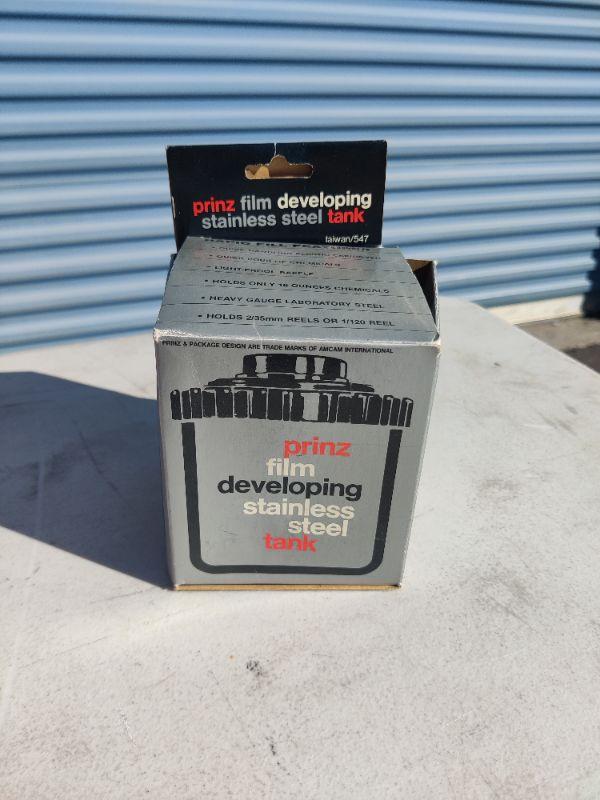 prinz film developing
stainless steel tank
taiwan/547
• LIGHT-PROOF BAFFLE
• HOLDS ONLY 16 OUNCES CHEMICALS
• HEAVY GAUGE LABORATORY STEEL
• HOLDS 2/35mm REELS OR 1/120 REEL
PRINZ & PACKAGE DESIGN ARE TRADE MARKS OF AMCAM INTERNATIONAL
prinz
film
developing
stainless
steel
tank